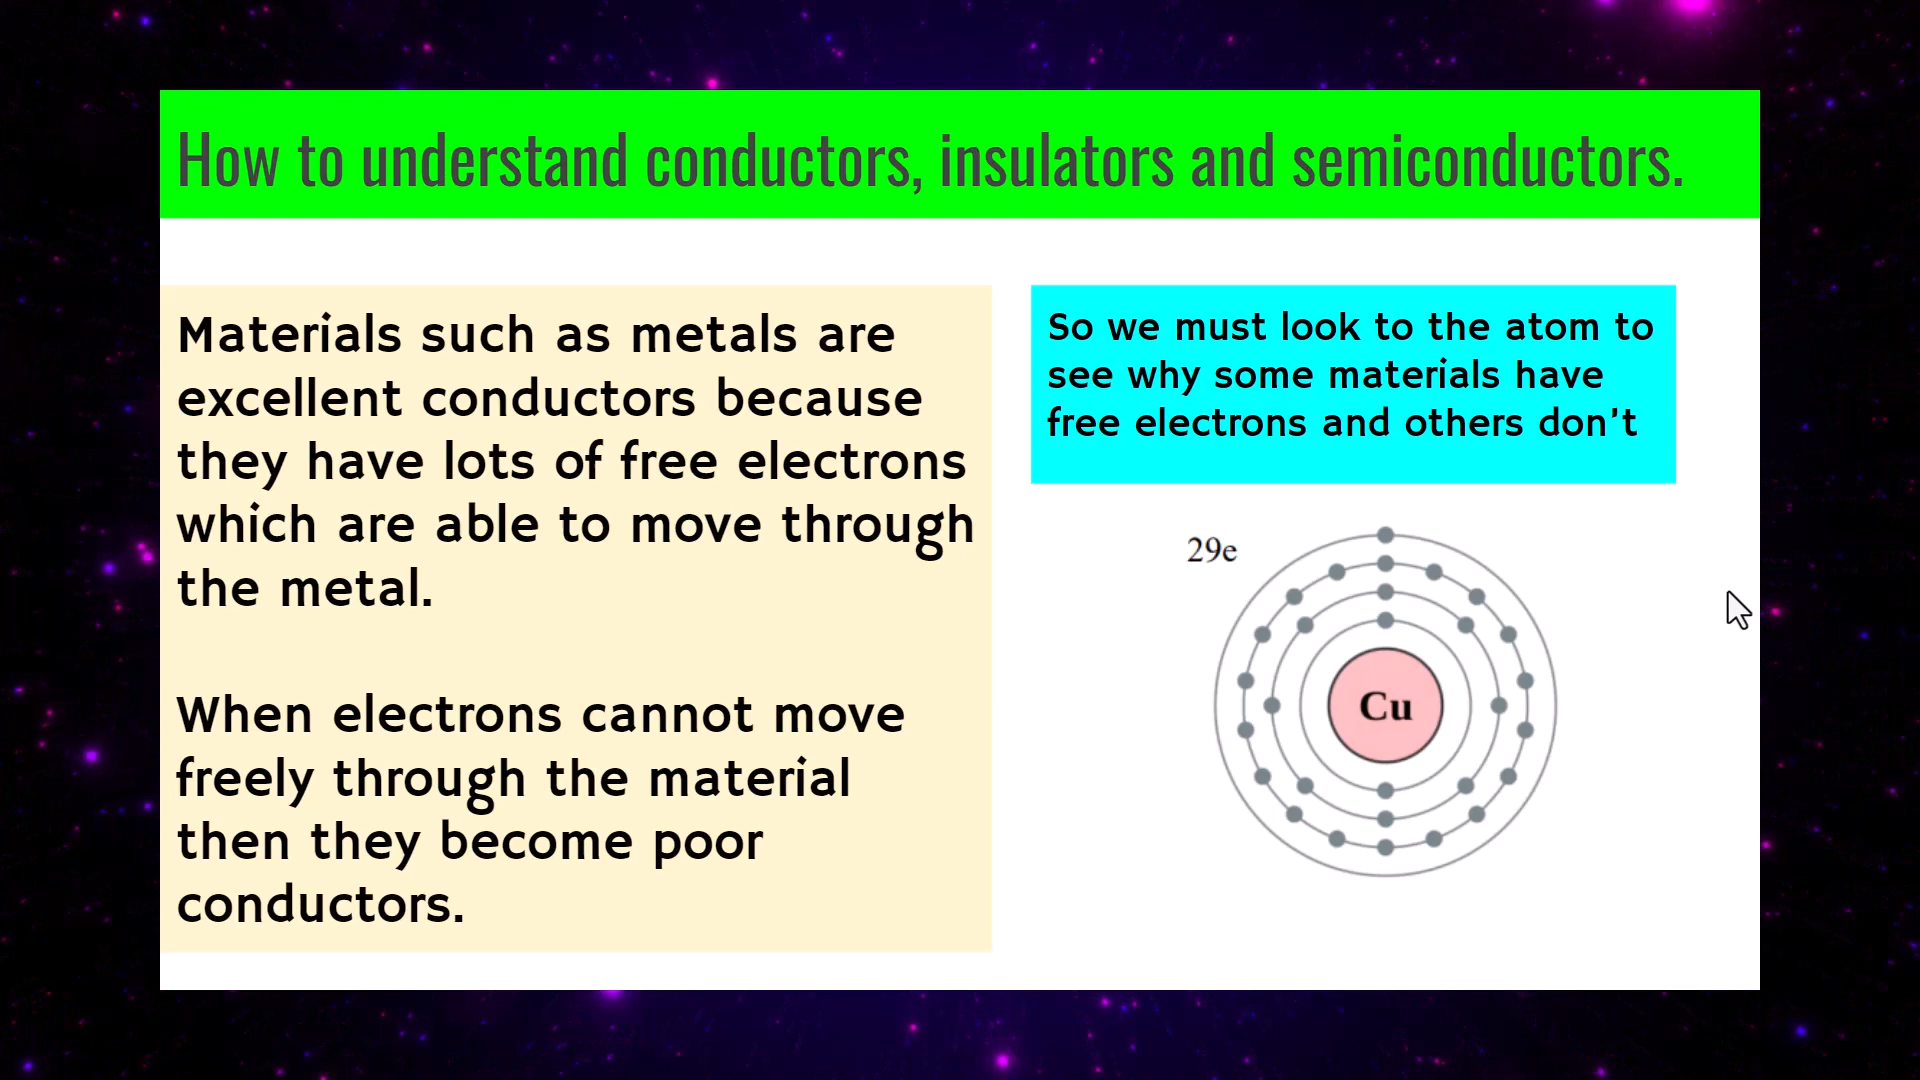 How to understand conductors, insulators and semiconductors.
Materials such as metals are
excellent conductors because
they have lots of free electrons
which are able to move through
the metal.
When electrons cannot move
freely through the material
then they become poor
conductors.
So we must look to the atom to
see why some materials have
free electrons and others don't
29e
Cu